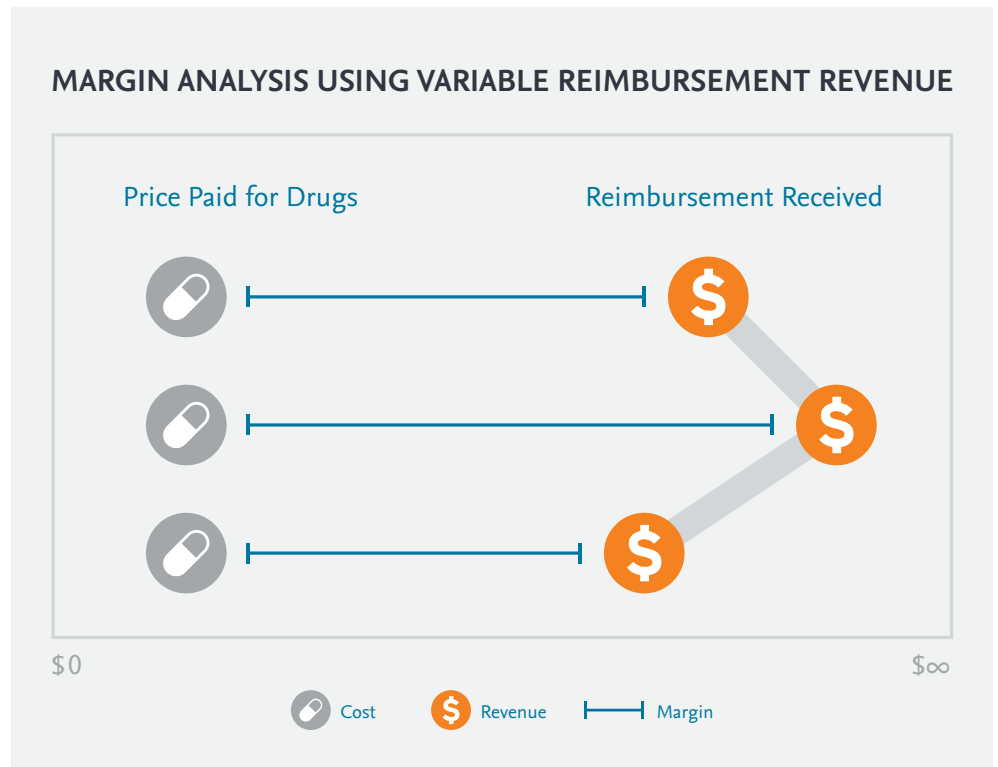 MARGIN ANALYSIS USING VARIABLE REIMBURSEMENT REVENUE
Price Paid for Drugs
Reimbursement Received
$
$
$
$0
$∞
Cost
$ Revenue
Margin